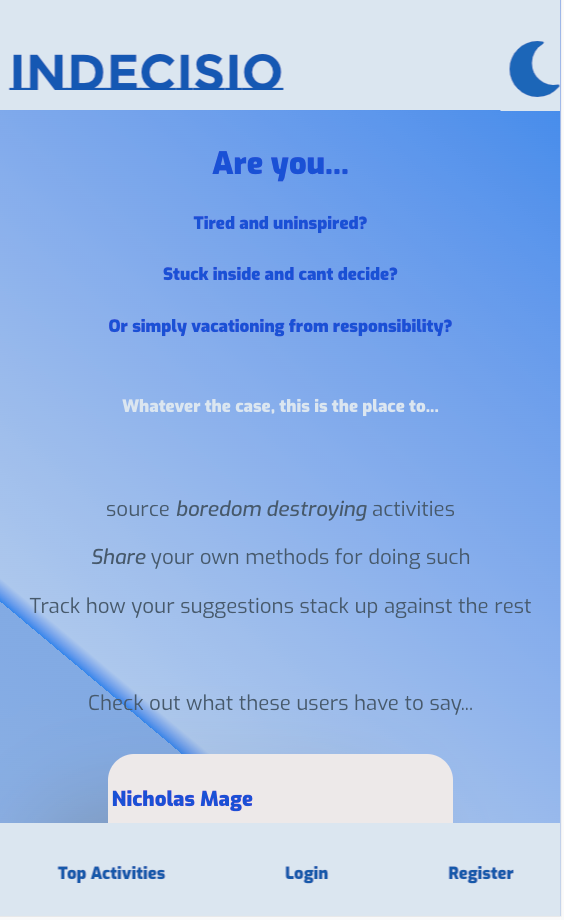 INDECISIO
Are you...
Tired and uninspired?
Stuck inside and cant decide?
Or simply vacationing from responsibility?
Whatever the case, this is the place to...
source boredom destroying activities
Share your own methods for doing such
Track how your suggestions stack up against the rest
Check out what these users have to say...
Nicholas Mage
Top Activities
Login
Register